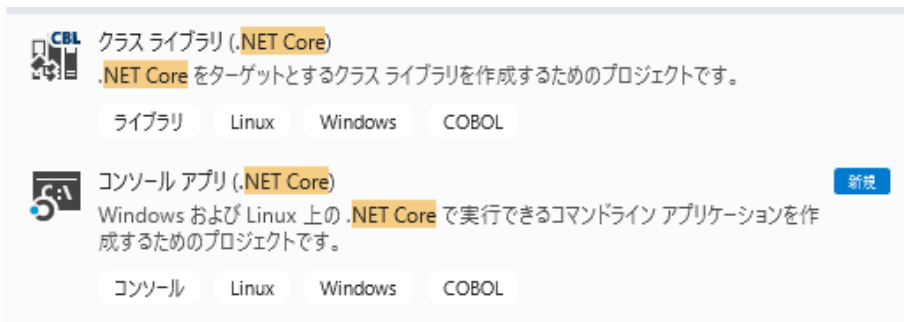 CBL
クラス ライブラリ (.NET Core)
.NET Core をターゲットとするクラス ライブラリを作成するためのプロジェクトです。
ライブラリ Linux Windows COBOL
C:\
コンソール アプリ (.NET Core) 新規
Windows および Linux 上の .NET Core で実行できるコマンドライン アプリケーションを作
成するためのプロジェクトです。
コンソール Linux Windows COBOL